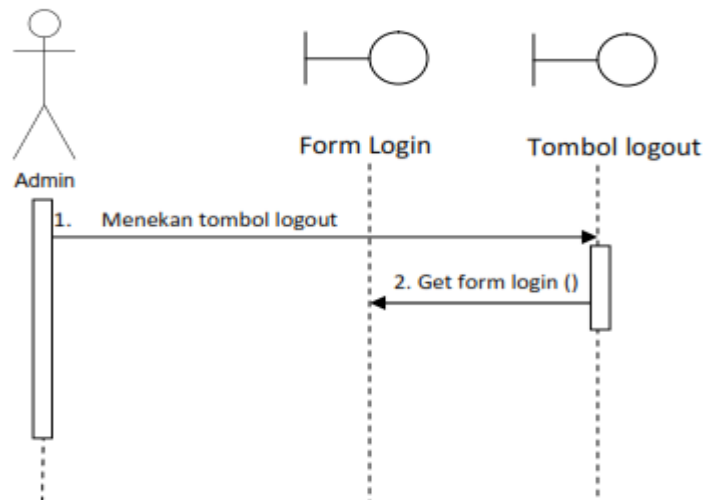 Form Login
Tombol logout
Admin
1. Menekan tombol logout
2. Get form login ()